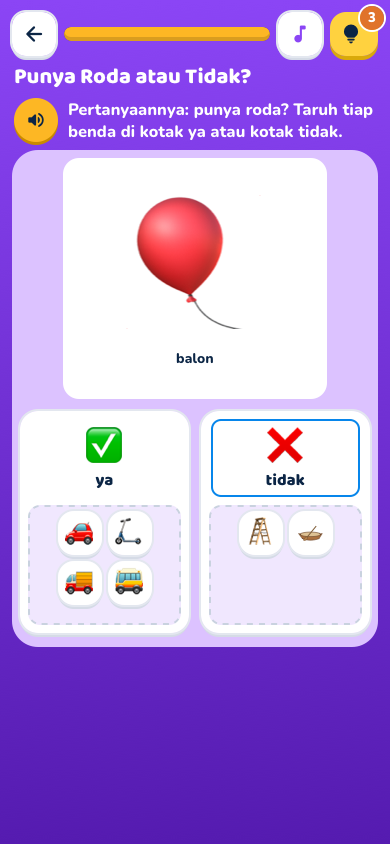 3
Punya Roda atau Tidak?
Pertanyaannya: punya roda? Taruh tiap
benda di kotak ya atau kotak tidak.
balon
ya
tidak